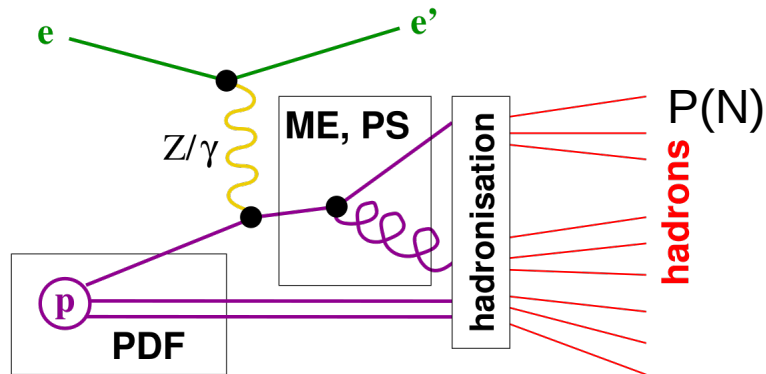 e
e'
Z/γ
ME, PS
hadronisation
P(N)
hadrons
p
PDF